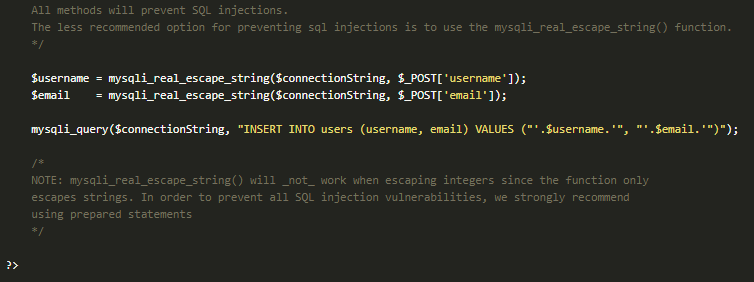 All methods will prevent SQL injections.
The less recommended option for preventing sql injections is to use the mysqli_real_escape_string() function.
*/
$username = mysqli_real_escape_string($connectionString, $_POST['username']);
$email    = mysqli_real_escape_string($connectionString, $_POST['email']);
mysqli_query($connectionString, "INSERT INTO users (username, email) VALUES ("'.$username.'", "'.$email.'")");
/*
NOTE: mysqli_real_escape_string() will _not_ work when escaping integers since the function only
escapes strings. In order to prevent all SQL injection vulnerabilities, we strongly recommend
using prepared statements
*/
?>